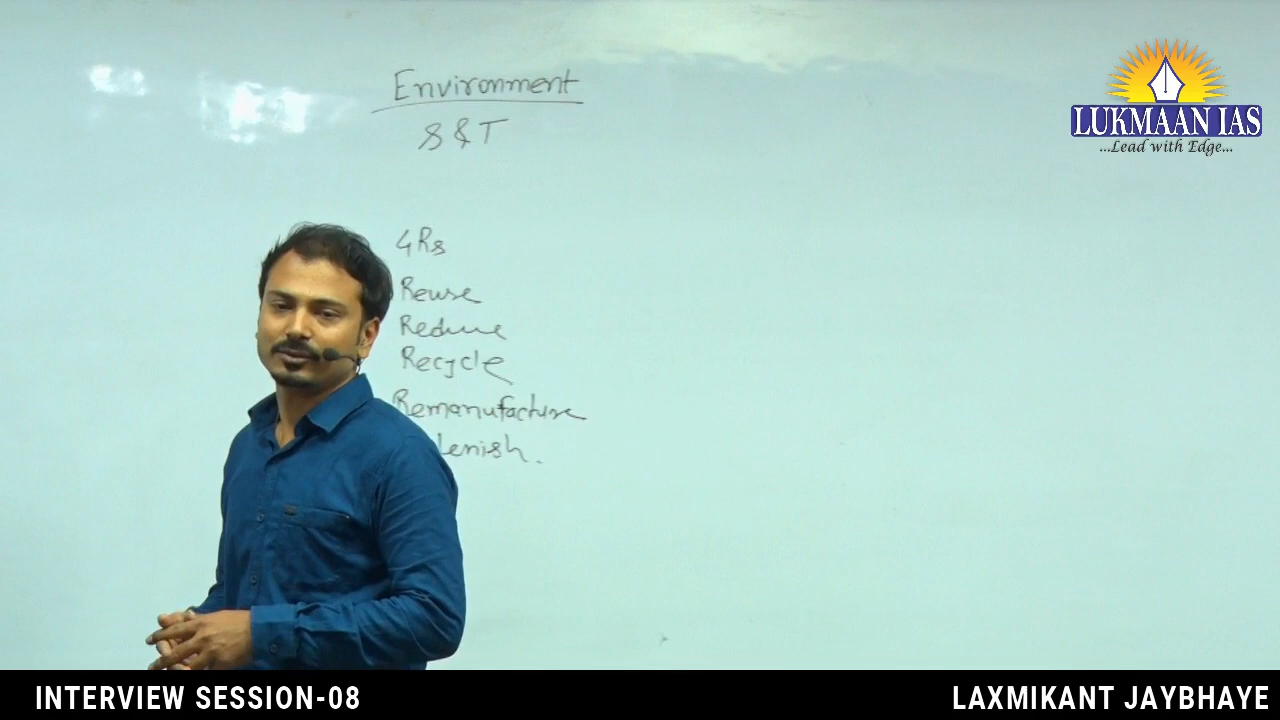 Environment
S&T
LUKMAAN IAS
...Lead with Edge...
4Rs
Reuse
Reduce
Recycle
Remanufacture
lenish.
INTERVIEW SESSION-08
LAXMIKANT JAYBHAYE